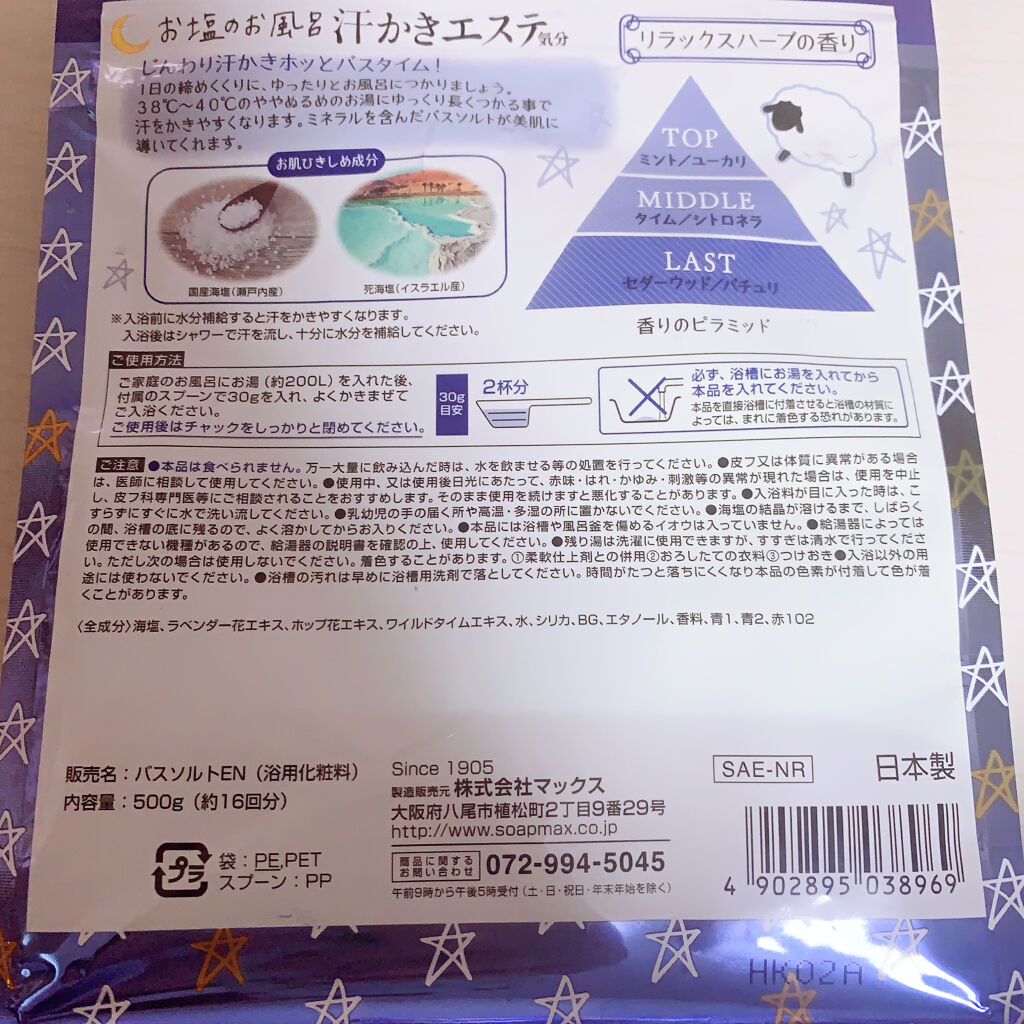 お塩のお風呂 汗かきエステ気分
リラックスハーブの香り
じんわり汗かきホッとバスタイム!
1日の締めくくりに、ゆったりとお風呂につかりましょう。
38℃~40℃のややぬるめのお湯にゆっくり長くつかる事で
汗をかきやすくなります。ミネラルを含んだバスソルトが美肌に
導いてくれます。
お肌ひきしめ成分
国産海塩(瀬戸内産)
死海塩(イスラエル産)
TOP
ミント/ユーカリ
MIDDLE
タイム/シトロネラ
LAST
セダーウッド/パチュリ
香りのピラミッド
※入浴前に水分補給すると汗をかきやすくなります。
入浴後はシャワーで汗を流し、十分に水分を補給してください。
ご使用方法
ご家庭のお風呂にお湯(約200L)を入れた後、
付属のスプーンで30gを入れ、よくかきまぜて
ご入浴ください。
ご使用後はチャックをしっかりと閉めてください。
30g
目安
2杯分
必ず、浴槽にお湯を入れてから
本品を入れてください。
本品を直接浴槽に付着させると浴槽の材質に
よっては、まれに着色する恐れがあります。
ご注意 ●本品は食べられません。万一大量に飲み込んだ時は、水を飲ませる等の処置を行ってください。●皮フ又は体質に異常がある場合
は、医師に相談して使用してください。●使用中、又は使用後日光にあたって、赤味・はれ・かゆみ・刺激等の異常が現れた場合は、使用を中止
し、皮フ科専門医等にご相談されることをおすすめします。そのまま使用を続けますと悪化することがあります。●入浴料が目に入った時は、こ
すらずにすぐに水で洗い流してください。●乳幼児の手の届く所や高温・多湿の所に置かないでください。●海塩の結晶が溶けるまで、しばらく
の間、浴槽の底に残るので、よく溶かしてからお入りください。●本品には浴槽や風呂釜を傷めるイオウは入っていません。●給湯器によっては
使用できない機種があるので、給湯器の説明書を確認の上、使用してください。●残り湯は洗濯に使用できますが、すすぎは清水で行ってくださ
い。ただし次の場合は使用しないでください。着色することがあります。①柔軟仕上剤との併用②おろしたての衣料③つけおき●入浴以外の用
途には使わないでください。●浴槽の汚れは早めに浴槽用洗剤で落としてください。時間がたつと落ちにくくなり本品の色素が付着して色が着
くことがあります。
〈全成分〉海塩、ラベンダー花エキス、ホップ花エキス、ワイルドタイムエキス、水、シリカ、BG、エタノール、香料、青1、青2、赤102
販売名:バスソルトEN(浴用化粧料)
内容量:500g(約16回分)
プラ
袋:PE,PET
スプーン:PP
Since 1905
製造販売元 株式会社マックス
大阪府八尾市植松町2丁目9番29号
http://www.soapmax.co.jp
商品に関する
お問い合わせ
072-994-5045
午前9時から午後5時受付(土・日・祝日・年末年始を除く)
SAE-NR
日本製
4 902895 038969
HK02A